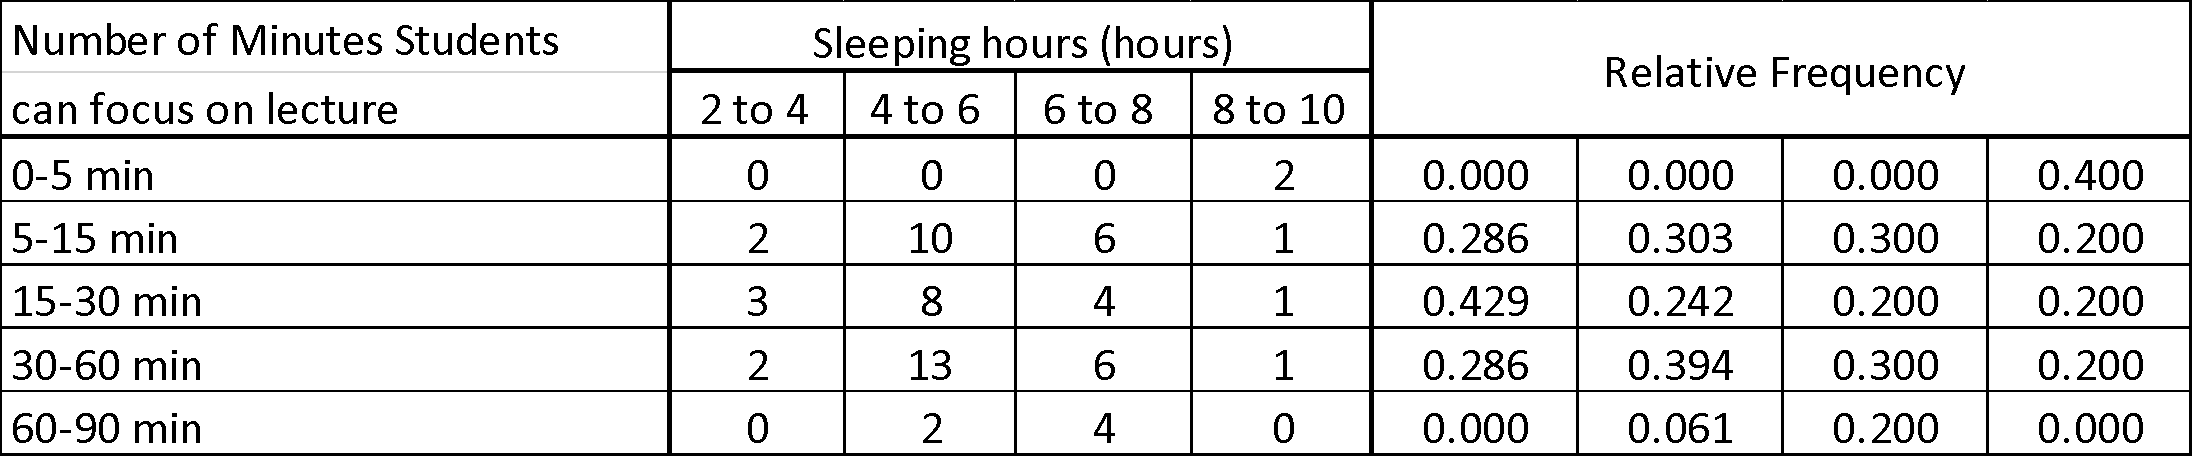 Number of Minutes Students can focus on lecture Sleeping hours (hours) Relative Frequency
2 to 4 4 to 6 6 to 8 8 to 10
0-5 min 0 0 0 2 0.000 0.000 0.000 0.400
5-15 min 2 10 6 1 0.286 0.303 0.300 0.200
15-30 min 3 8 4 1 0.429 0.242 0.200 0.200
30-60 min 2 13 6 1 0.286 0.394 0.300 0.200
60-90 min 0 2 4 0 0.000 0.061 0.200 0.000